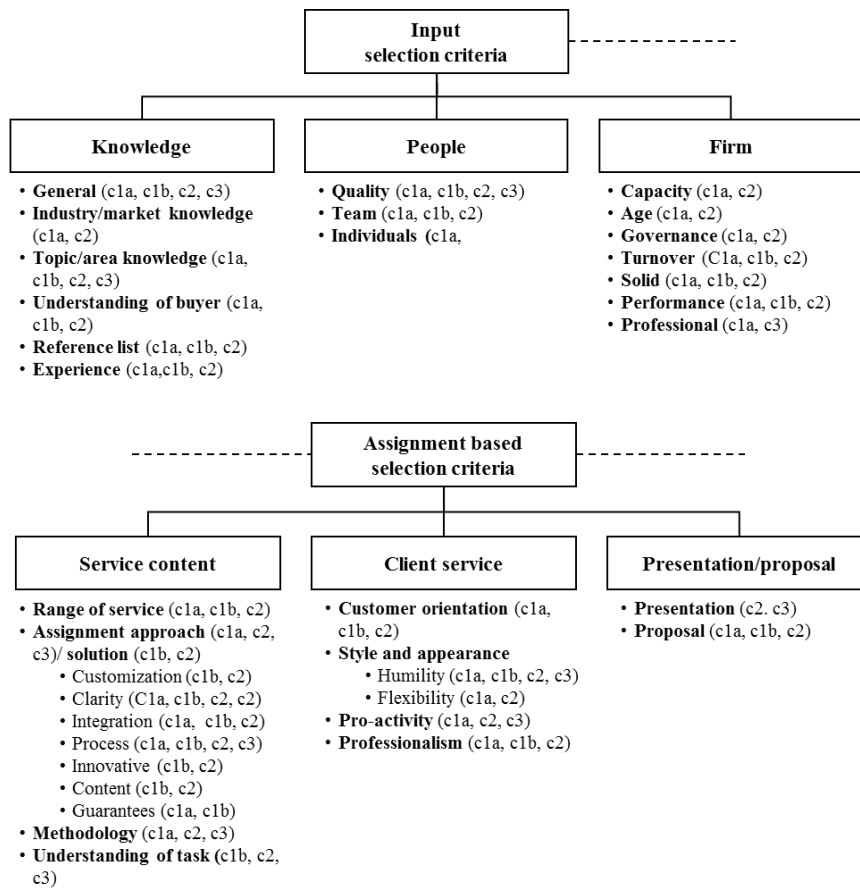 Input
selection criteria
Knowledge
• General (c1a, c1b, c2, c3)
• Industry/market knowledge
(c1a, c2)
• Topic/area knowledge (c1a,
c1b, c2, c3)
• Understanding of buyer (c1a,
c1b, c2)
• Reference list (c1a, c1b, c2)
• Experience (c1a,c1b, c2)
People
• Quality (c1a, c1b, c2, c3)
• Team (c1a, c1b, c2)
• Individuals (c1a,
Firm
• Capacity (c1a, c2)
• Age (c1a, c2)
• Governance (c1a, c2)
• Turnover (C1a, c1b, c2)
• Solid (c1a, c1b, c2)
• Performance (c1a, c1b, c2)
• Professional (c1a, c3)
Assignment based
selection criteria
Service content
• Range of service (c1a, c1b, c2)
• Assignment approach (c1a, c2,
c3)/ solution (c1b, c2)
• Customization (c1b, c2)
• Clarity (C1a, c1b, c2, c2)
• Integration (c1a, c1b, c2)
• Process (c1a, c1b, c2, c3)
• Innovative (c1b, c2)
• Content (c1b, c2)
• Guarantees (c1a, c1b)
• Methodology (c1a, c2, c3)
• Understanding of task (c1b, c2,
c3)
Client service
• Customer orientation (c1a,
c1b, c2)
• Style and appearance
• Humility (c1a, c1b, c2, c3)
• Flexibility (c1a, c2)
• Pro-activity (c1a, c2, c3)
• Professionalism (c1a, c1b, c2)
Presentation/proposal
• Presentation (c2. c3)
• Proposal (c1a, c1b, c2)